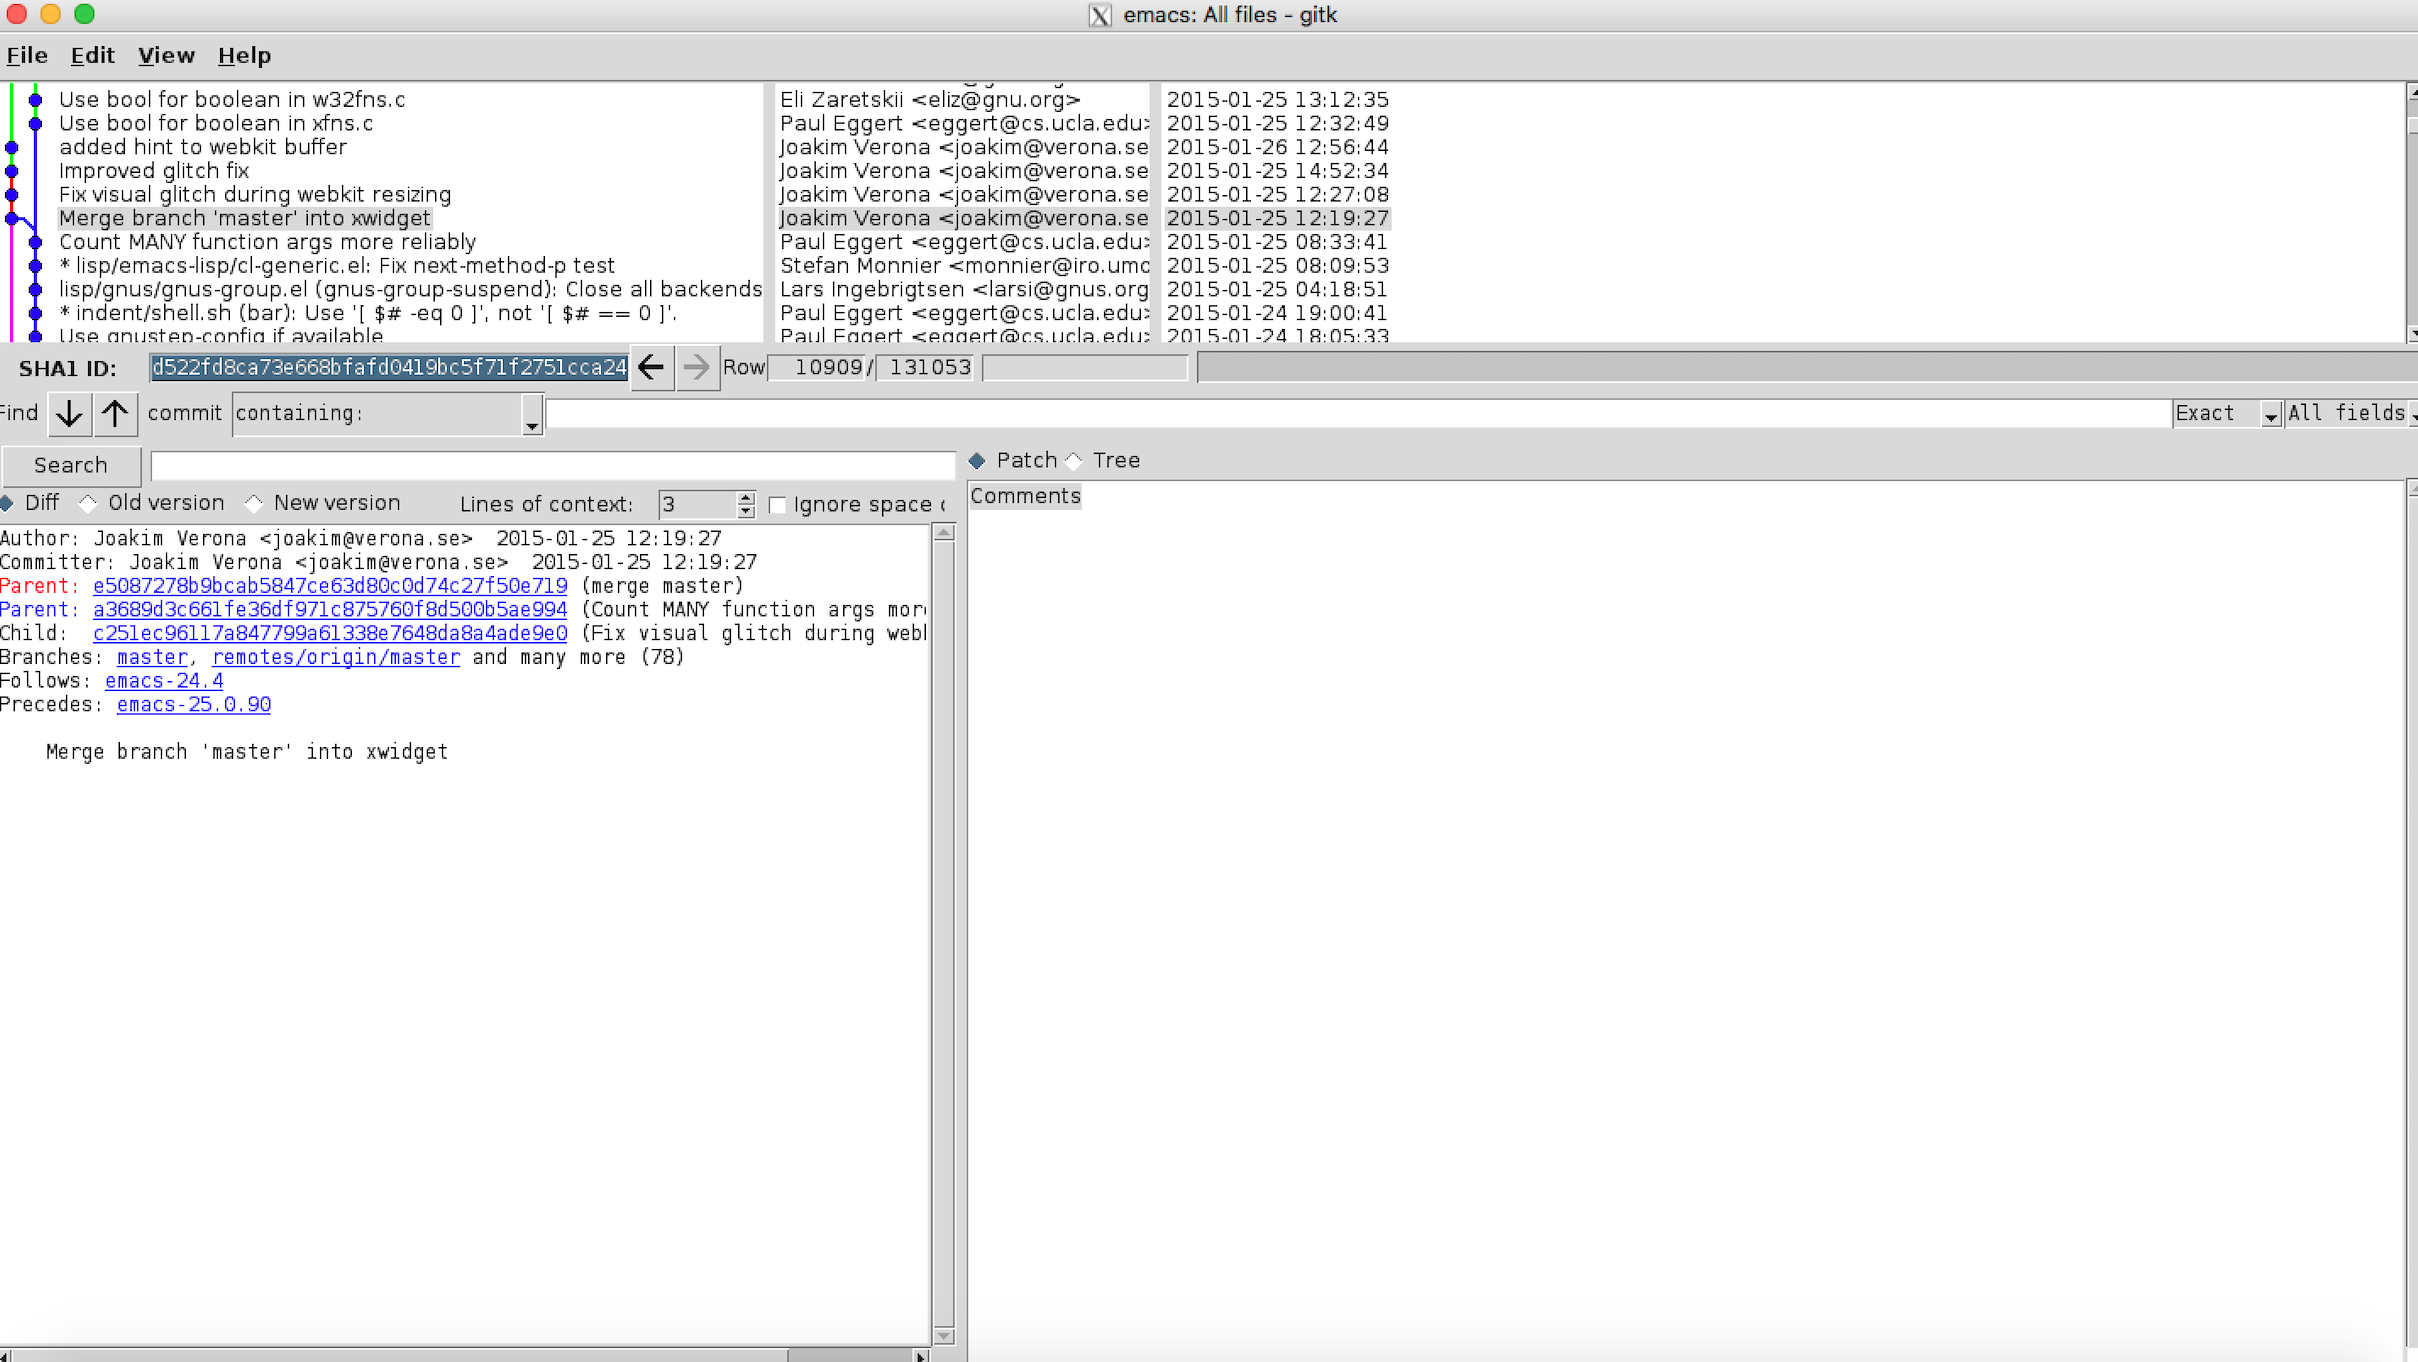 emacs: All files - gitk
File Edit View Help
Use bool for boolean in w32fns.c Eli Zaretskii <eliz@gnu.org> 2015-01-25 13:12:35
Use bool for boolean in xfns.c Paul Eggert <eggert@cs.ucla.edu> 2015-01-25 12:32:49
added hint to webkit buffer Joakim Verona <joakim@verona.se 2015-01-26 12:56:44
Improved glitch fix Joakim Verona <joakim@verona.se 2015-01-25 14:52:34
Fix visual glitch during webkit resizing Joakim Verona <joakim@verona.se 2015-01-25 12:27:08
Merge branch 'master' into xwidget Joakim Verona <joakim@verona.se 2015-01-25 12:19:27
Count MANY function args more reliably Paul Eggert <eggert@cs.ucla.edu> 2015-01-25 08:33:41
* lisp/emacs-lisp/cl-generic.el: Fix next-method-p test Stefan Monnier <monnier@iro.umo 2015-01-25 08:09:53
lisp/gnus/gnus-group.el (gnus-group-suspend): Close all backends Lars Ingebrigtsen <larsi@gnus.org 2015-01-25 04:18:51
* indent/shell.sh (bar): Use '[ $# -eq 0 ]', not '[ $# == 0 ]'. Paul Eggert <eggert@cs.ucla.edu> 2015-01-24 19:00:41
Use gnustep-config if available Paul Eggert <eggert@cs.ucla.edu> 2015-01-24 18:05:33
SHA1 ID: d522fd8ca73e668bfafd0419bc5f71f2751cca24 Row 10909 / 131053
Find commit containing: Exact All fields
Search Patch Tree
Diff Old version New version Lines of context: 3 Ignore space
Comments
Author: Joakim Verona <joakim@verona.se> 2015-01-25 12:19:27
Committer: Joakim Verona <joakim@verona.se> 2015-01-25 12:19:27
Parent: e5087278b9bcab5847ce63d80c0d74c27f50e719 (merge master)
Parent: a3689d3c661fe36df971c875760f8d500b5ae994 (Count MANY function args mor
Child: c251ec96117a847799a61338e7648da8a4ade9e0 (Fix visual glitch during web
Branches: master, remotes/origin/master and many more (78)
Follows: emacs-24.4
Precedes: emacs-25.0.90
Merge branch 'master' into xwidget